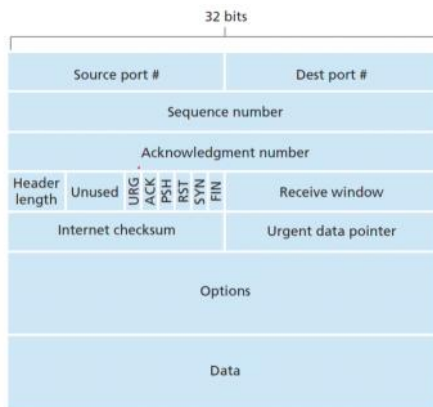 32 bits
Source port # Dest port #
Sequence number
Acknowledgment number
Header length Unused URG ACK PSH RST SYN FIN Receive window
Internet checksum Urgent data pointer
Options
Data